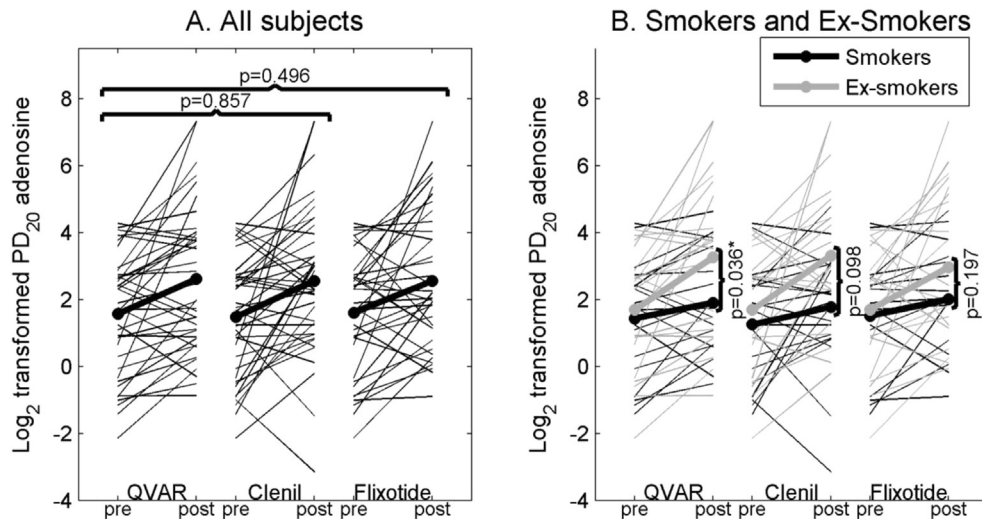 A. All subjects
Log2 transformed PD20 adenosine
8
6
4
2
0
-2
-4
p=0.496
p=0.857
QVAR
Clenil
Flixotide
pre
post
pre
post
pre
post
B. Smokers and Ex-Smokers
Log2 transformed PD20 adenosine
8
6
4
2
0
-2
-4
Smokers
Ex-smokers
p=0.036*
p=0.098
p=0.197
QVAR
Clenil
Flixotide
pre
post
pre
post
pre
post